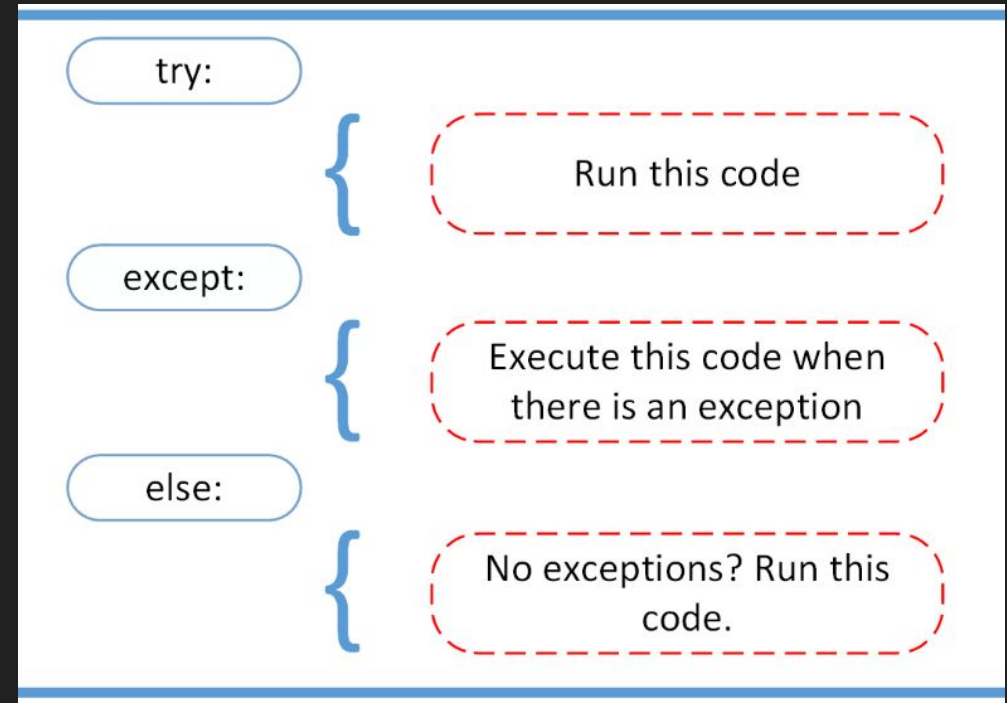 try:
Run this code
except:
Execute this code when
there is an exception
else:
No exceptions? Run this
code.